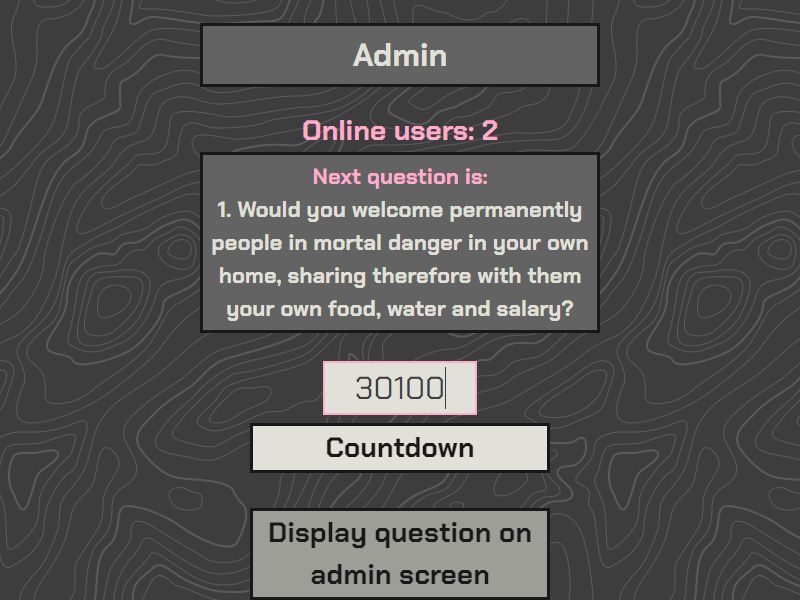 Admin
Online users: 2
Next question is:
1. Would you welcome permanently
people in mortal danger in your own
home, sharing therefore with them
your own food, water and salary?
30100
Countdown
Display question on
admin screen